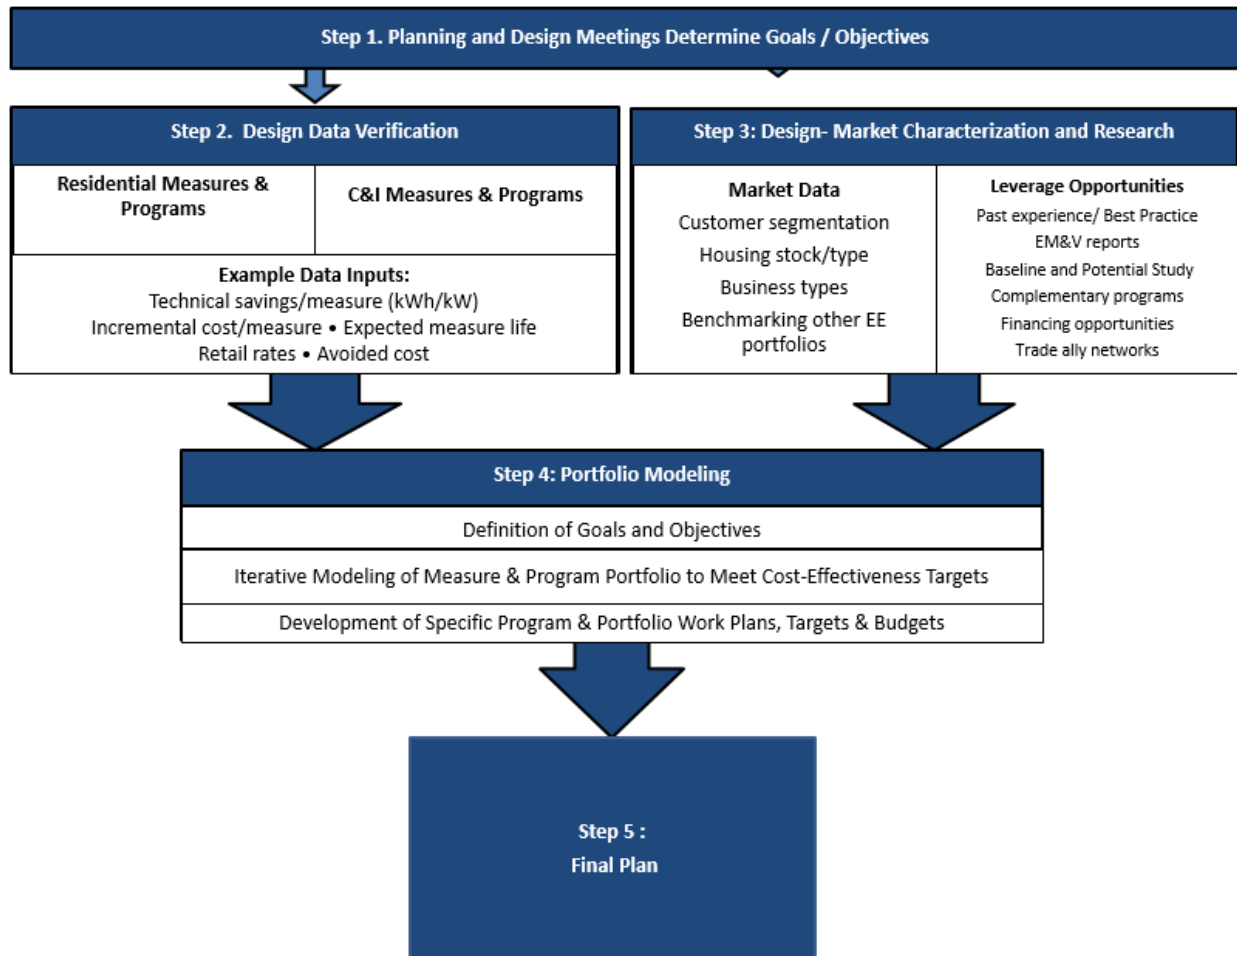 Step 1. Planning and Design Meetings Determine Goals / Objectives
Step 2.  Design Data Verification
Residential Measures &
Programs
C&I Measures & Programs
Example Data Inputs:
Technical savings/measure (kWh/kW)
Incremental cost/measure • Expected measure life
Retail rates • Avoided cost
Step 3: Design- Market Characterization and Research
Market Data
Customer segmentation
Housing stock/type
Business types
Benchmarking other EE
portfolios
Leverage Opportunities
Past experience/ Best Practice
EM&V reports
Baseline and Potential Study
Complementary programs
Financing opportunities
Trade ally networks
Step 4: Portfolio Modeling
Definition of Goals and Objectives
Iterative Modeling of Measure & Program Portfolio to Meet Cost-Effectiveness Targets
Development of Specific Program & Portfolio Work Plans, Targets & Budgets
Step 5 :
Final Plan